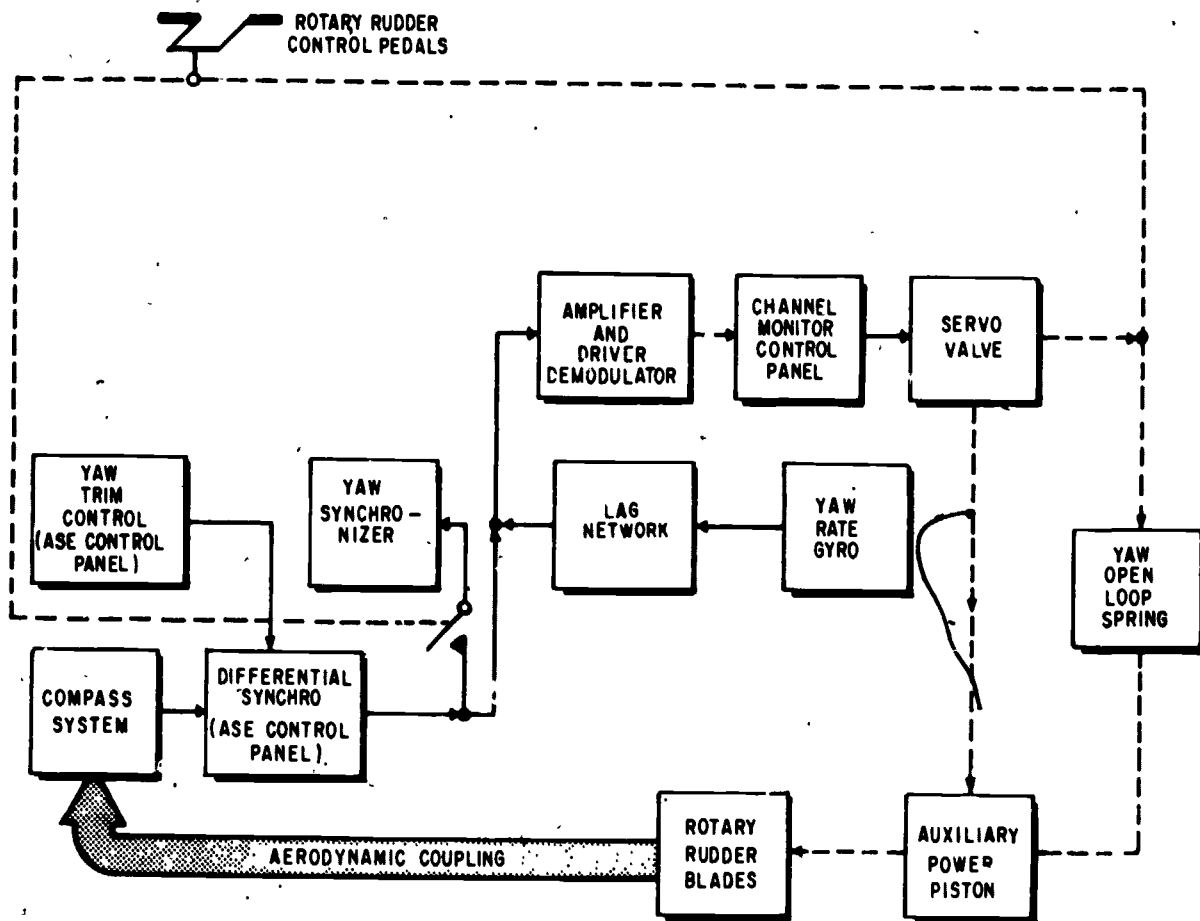 ROTARY RUDDER
CONTROL PEDALS
AMPLIFIER
AND
DRIVER
DEMODULATOR
CHANNEL
MONITOR
CONTROL
PANEL
SERVO
VALVE
YAW
TRIM
CONTROL
(ASE CONTROL
PANEL)
YAW
SYNCHRO-
NIZER
LAG
NETWORK
YAW
RATE
GYRO
YAW
OPEN
LOOP
SPRING
COMPASS
SYSTEM
DIFFERENTIAL
SYNCHRO
(ASE CONTROL
PANEL)
AERODYNAMIC COUPLING
ROTARY
RUDDER
BLADES
AUXILIARY
POWER
PISTON